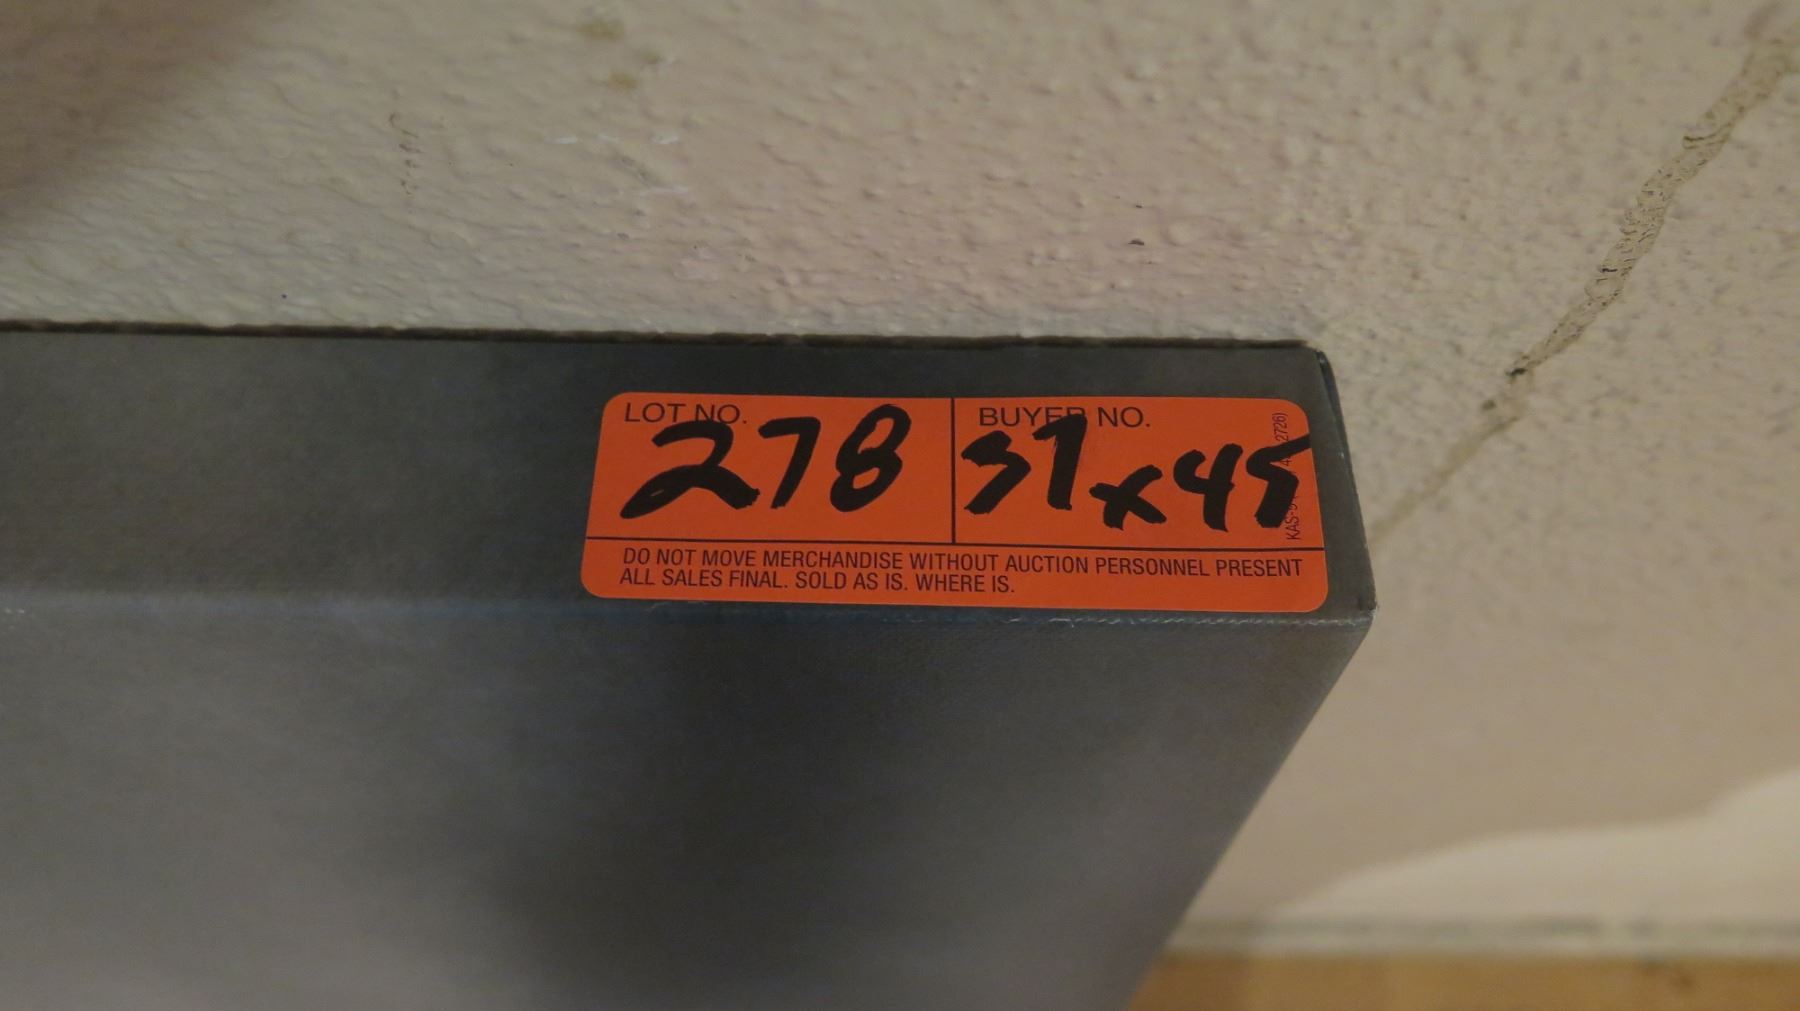 LOT NO. BUYER NO.
278 37x45
DO NOT MOVE MERCHANDISE WITHOUT AUCTION PERSONNEL PRESENT
ALL SALES FINAL. SOLD AS IS. WHERE IS.